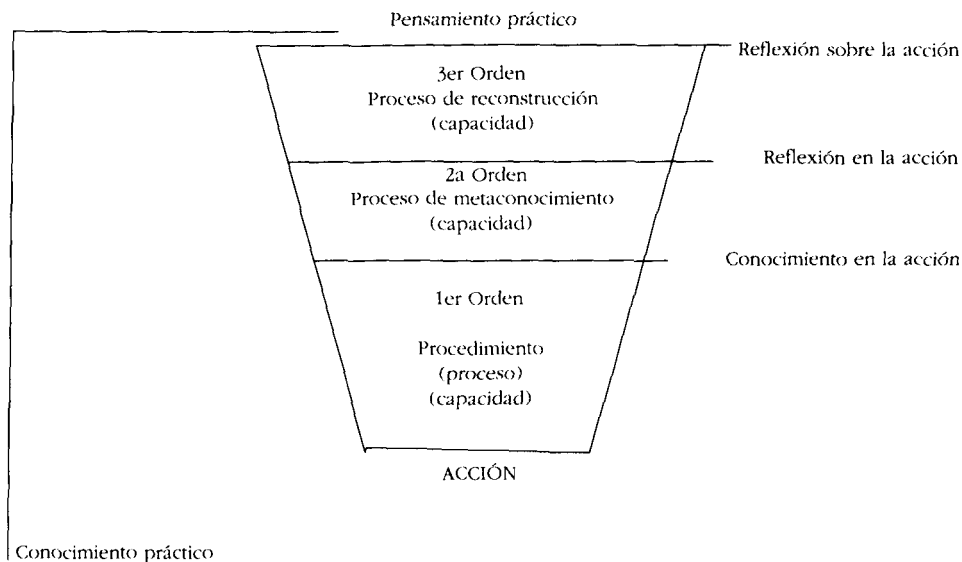 Pensamiento práctico
Reflexión sobre la acción
3er Orden
Proceso de reconstrucción
(capacidad)
Reflexión en la acción
2a Orden
Proceso de metaconocimiento
(capacidad)
Conocimiento en la acción
1er Orden
Procedimiento
(proceso)
(capacidad)
ACCIÓN
Conocimiento práctico